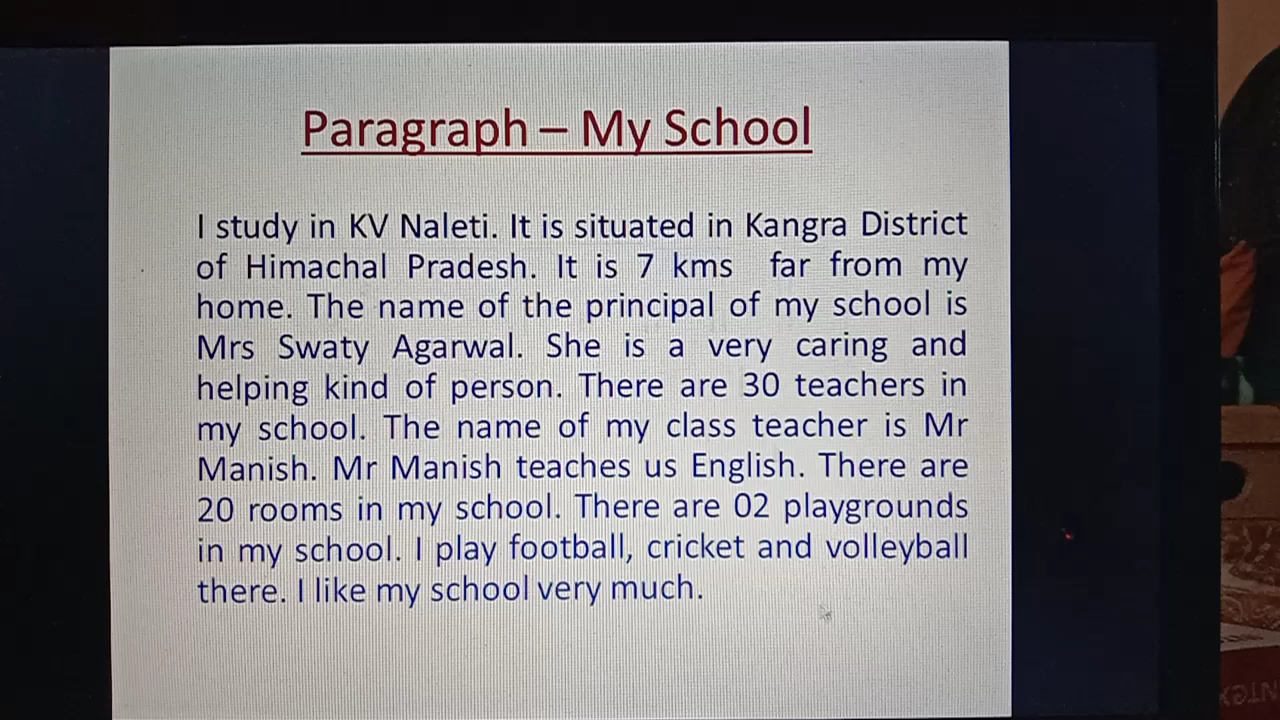 Paragraph – My School
I study in KV Naleti. It is situated in Kangra District
of Himachal Pradesh. It is 7 kms far from my
home. The name of the principal of my school is
Mrs Swaty Agarwal. She is a very caring and
helping kind of person. There are 30 teachers in
my school. The name of my class teacher is Mr
Manish. Mr Manish teaches us English. There are
20 rooms in my school. There are 02 playgrounds
in my school. I play football, cricket and volleyball
there. I like my school very much.